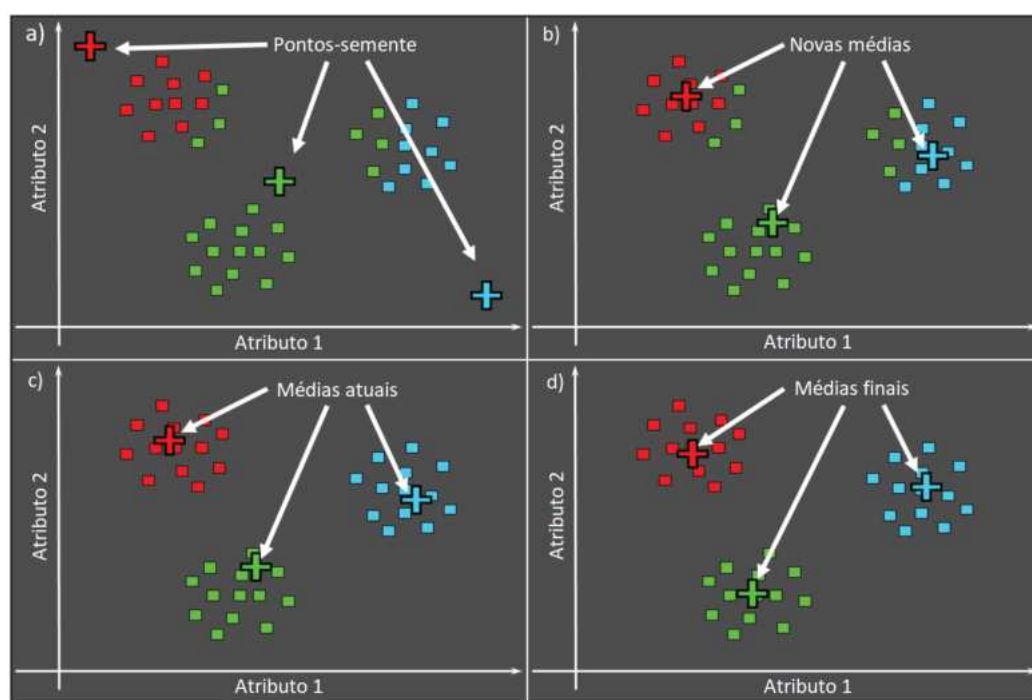 a)
Pontos-semente
Atributo 2
Atributo 1
b)
Novas médias
Atributo 2
Atributo 1
c)
Médias atuais
Atributo 2
Atributo 1
d)
Médias finais
Atributo 2
Atributo 1